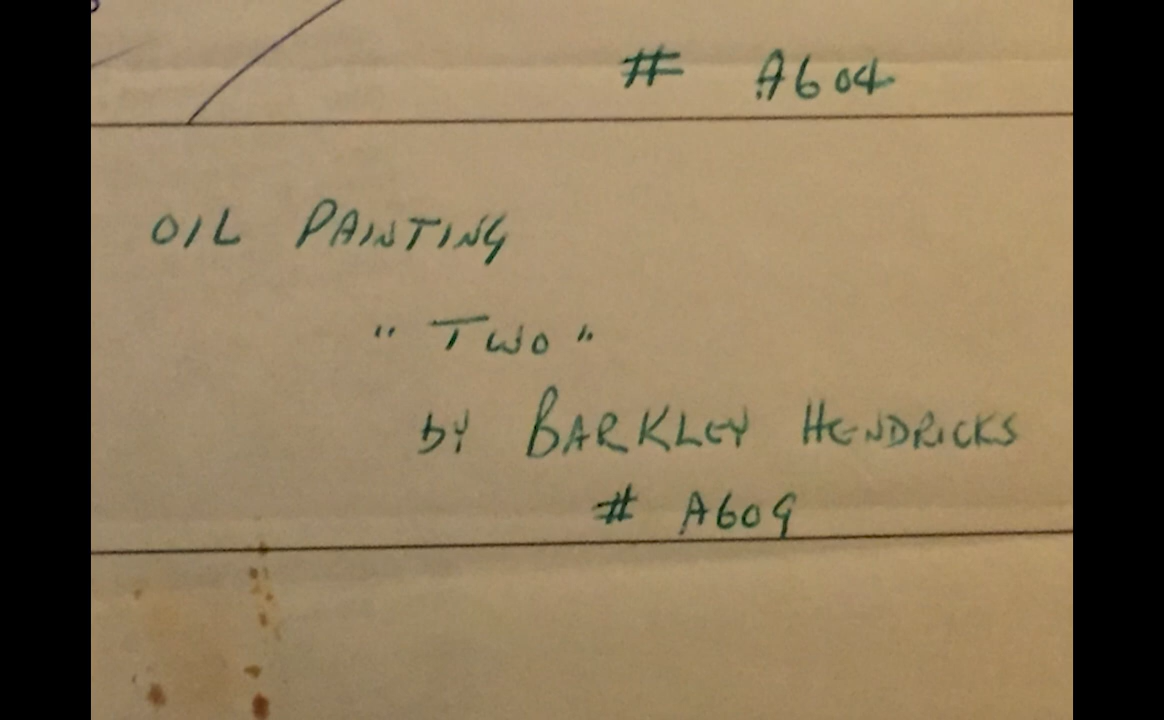 # A604
OIL PAINTING
"TWO"
by BARKLEY HENDRICKS
# A609